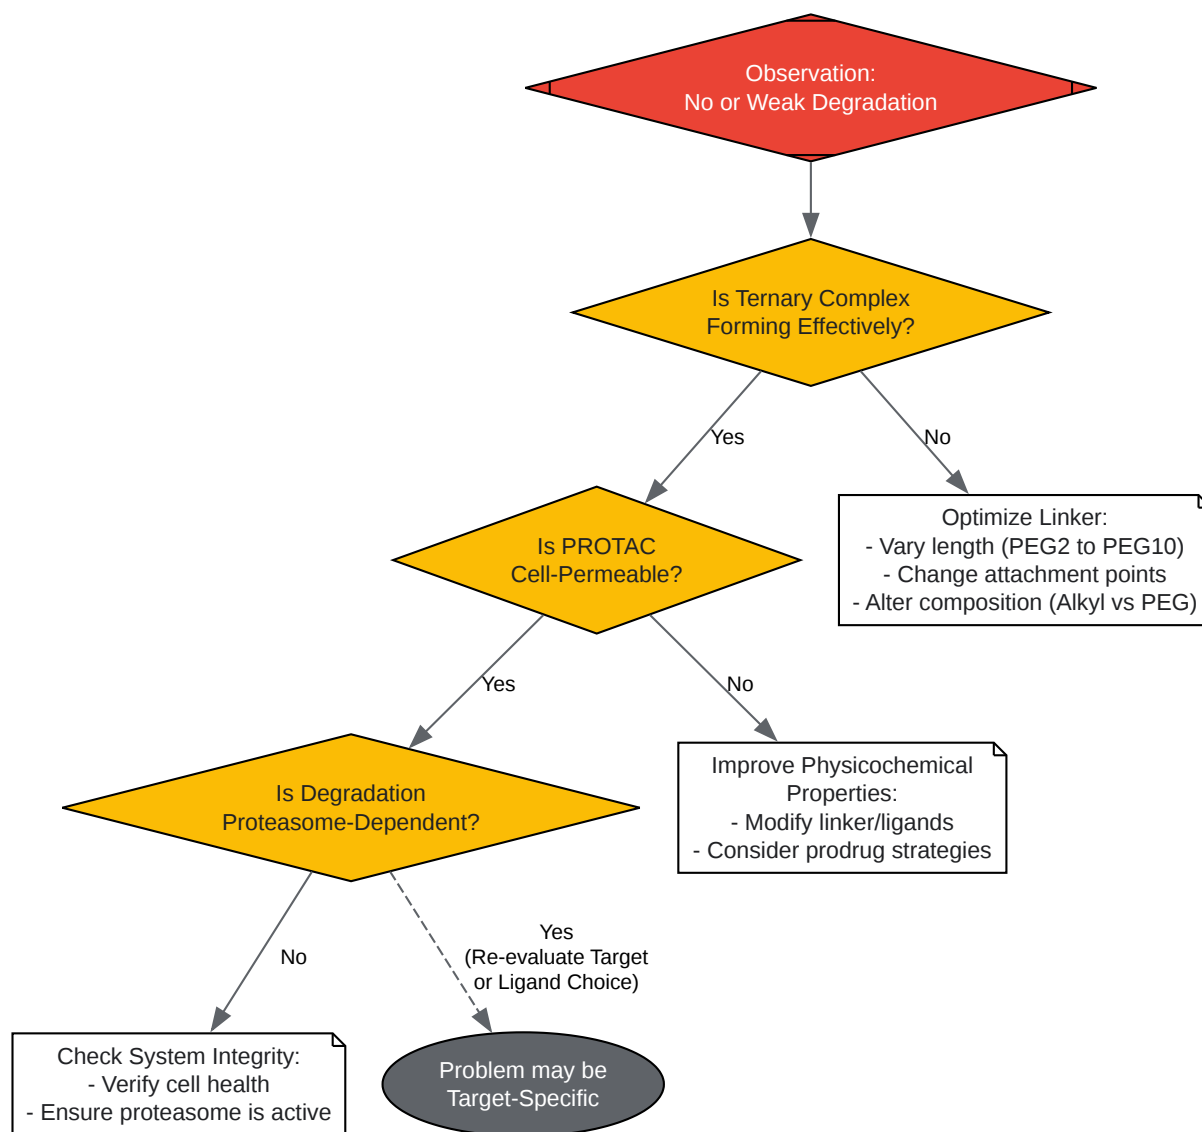 Observation:
No or Weak Degradation
Is Ternary Complex
Forming Effectively?
Yes
No
Is PROTAC
Cell-Permeable?
Optimize Linker:
- Vary length (PEG2 to PEG10)
- Change attachment points
- Alter composition (Alkyl vs PEG)
Yes
No
Is Degradation
Proteasome-Dependent?
Improve Physicochemical
Properties:
- Modify linker/ligands
- Consider prodrug strategies
No
Yes
(Re-evaluate Target
or Ligand Choice)
Check System Integrity:
- Verify cell health
- Ensure proteasome is active
Problem may be
Target-Specific